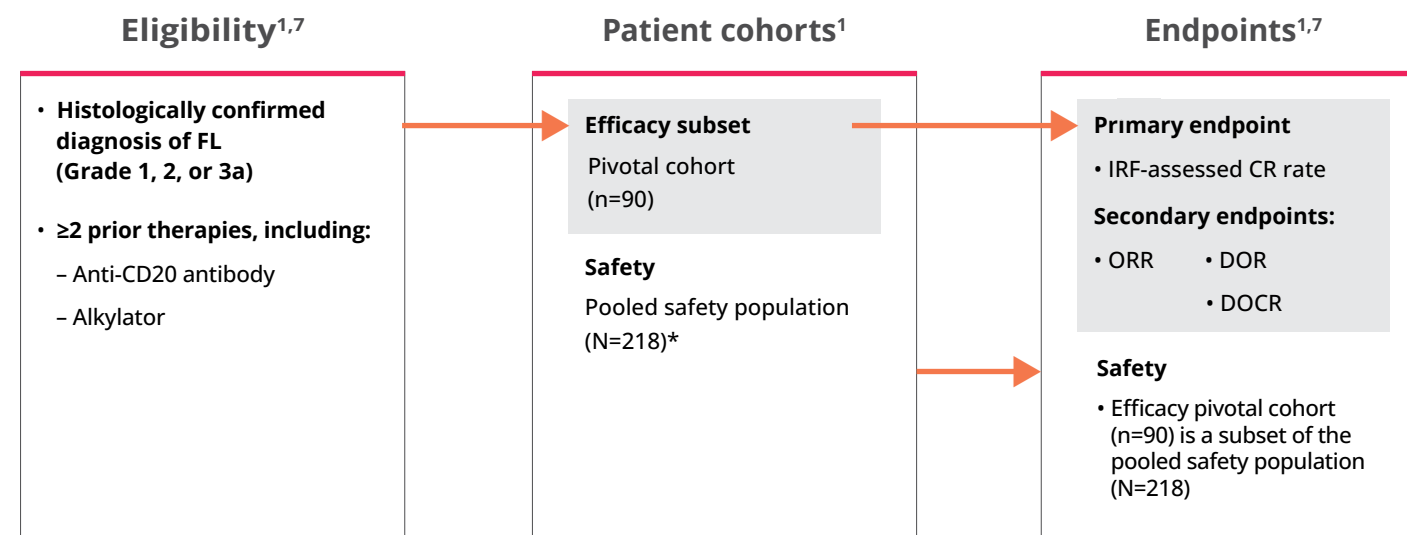 Eligibility1,7
• Histologically confirmed
diagnosis of FL
(Grade 1, 2, or 3a)
• ≥2 prior therapies, including:
– Anti-CD20 antibody
– Alkylator
Patient cohorts1
Efficacy subset
Pivotal cohort
(n=90)
Safety
Pooled safety population
(N=218)*
Endpoints1,7
Primary endpoint
• IRF-assessed CR rate
Secondary endpoints:
• ORR • DOR
• DOCR
Safety
• Efficacy pivotal cohort
(n=90) is a subset of the
pooled safety population
(N=218)